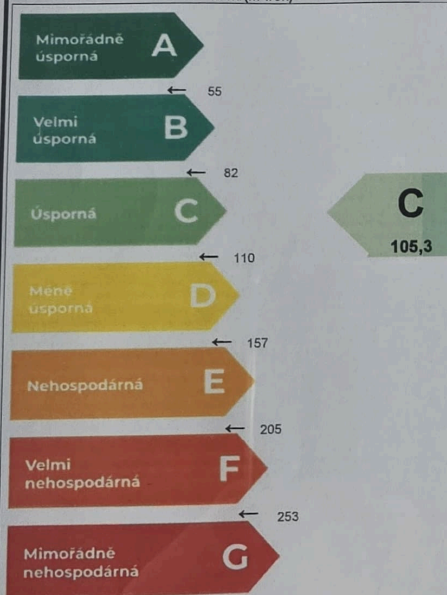 Mimořádně
úsporná
A
← 55
Velmi
úsporná
B
← 82
Úsporná
C
C
105,3
← 110
Méně
úsporná
D
← 157
Nehospodárná
E
← 205
Velmi
nehospodárná
F
← 253
Mimořádně
nehospodárná
G